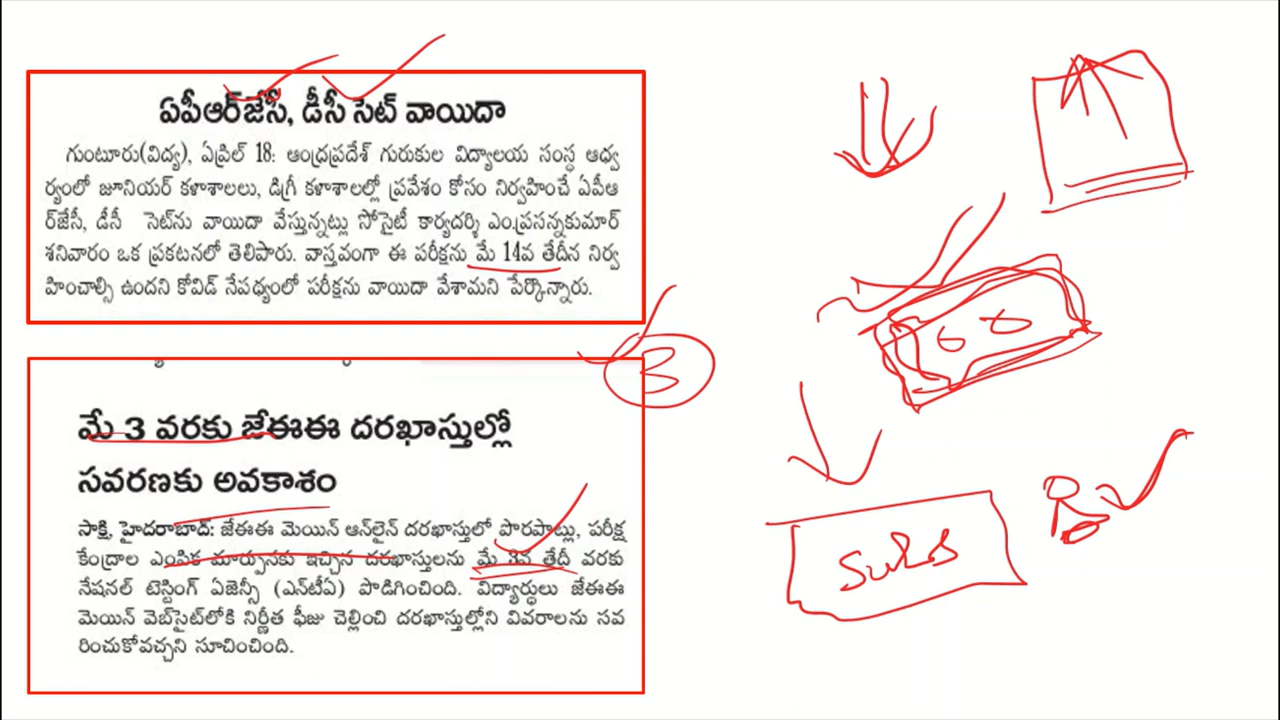 ఏపీఆర్‌జేసీ, డీసీ సెట్ వాయిదా
గుంటూరు(విద్య), ఏప్రిల్ 18: ఆంధ్రప్రదేశ్ గురుకుల విద్యాలయ సంస్థ ఆధ్వ
ర్యంలో జూనియర్ కళాశాలలు, డిగ్రీ కళాశాలల్లో ప్రవేశం కోసం నిర్వహించే ఏపీఆ
ర్‌జేసీ, డీసీ సెట్‌ను వాయిదా వేస్తున్నట్లు సోసైటీ కార్యదర్శి ఎం.ప్రసన్నకుమార్
శనివారం ఒక ప్రకటనలో తెలిపారు. వాస్తవంగా ఈ పరీక్షను మే 14వ తేదీన నిర్వ
హించాల్సి ఉందని కోవిడ్ నేపథ్యంలో పరీక్షను వాయిదా వేశామని పేర్కొన్నారు.
3
మే 3 వరకు జేఈఈ దరఖాస్తుల్లో
సవరణకు అవకాశం
సాక్షి, హైదరాబాద్: జేఈఈ మెయిన్ ఆన్‌లైన్ దరఖాస్తులో పొరపాట్లు, పరీక్ష
కేంద్రాల ఎంపిక మార్పునకు ఇచ్చిన దరఖాస్తులను మే 3వ తేదీ వరకు
నేషనల్ టెస్టింగ్ ఏజెన్సీ (ఎన్‌టీఏ) పొడిగించింది. విద్యార్థులు జేఈఈ
మెయిన్ వెబ్‌సైట్‌లోకి నిర్ణీత ఫీజు చెల్లించి దరఖాస్తుల్లోని వివరాలను సవ
రించుకోవచ్చని సూచించింది.